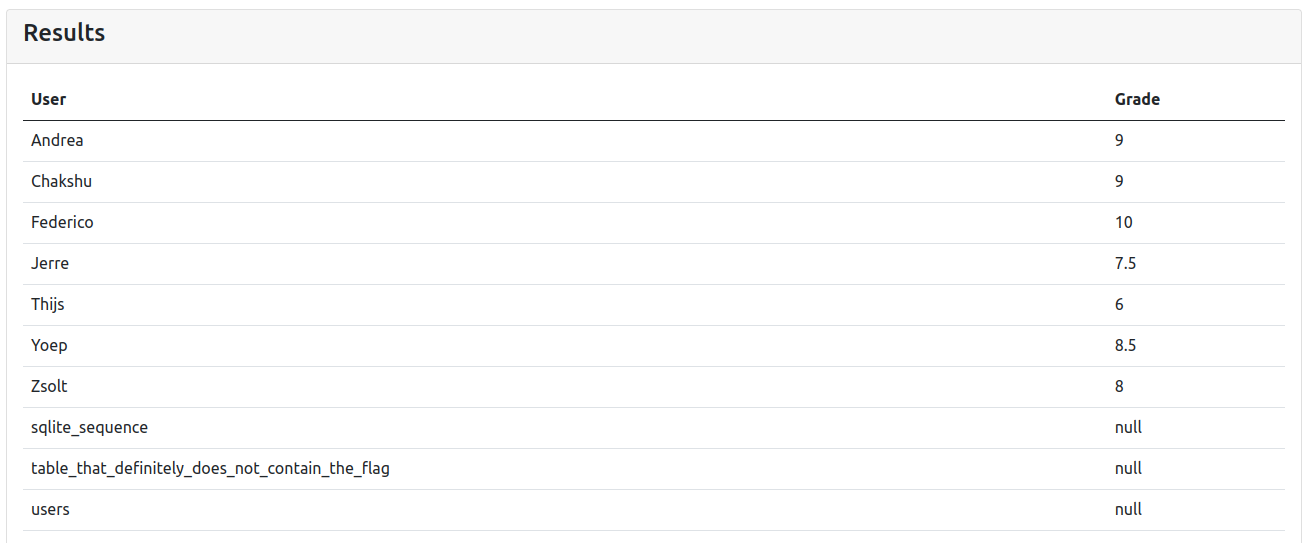 Results
User Grade
Andrea 9
Chakshu 9
Federico 10
Jerre 7.5
Thijs 6
Yoep 8.5
Zsolt 8
sqlite_sequence null
table_that_definitely_does_not_contain_the_flag null
users null